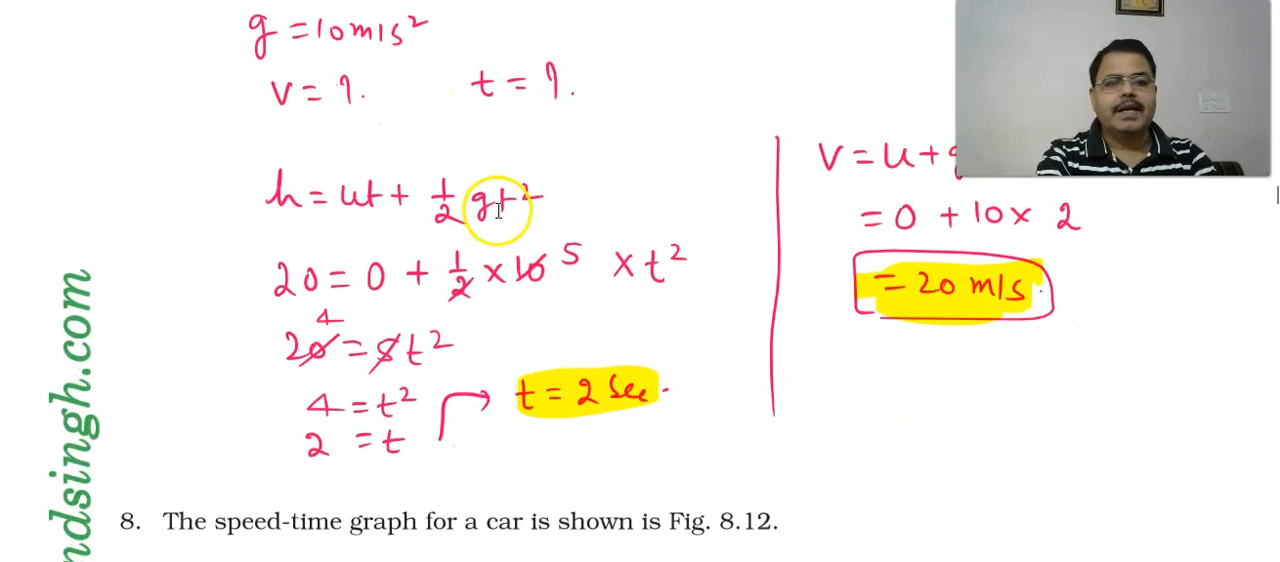 g = 10 m/s²
v = ?. t = ?.
h = ut + 1/2 gt²
20 = 0 + 1/2 × 10 5 × t²
4
20 = 5 t²
4 = t²
2 = t
t = 2 Sec.
v = u + g
= 0 + 10 × 2
= 20 m/s.
8. The speed-time graph for a car is shown is Fig. 8.12.
ndsingh.com